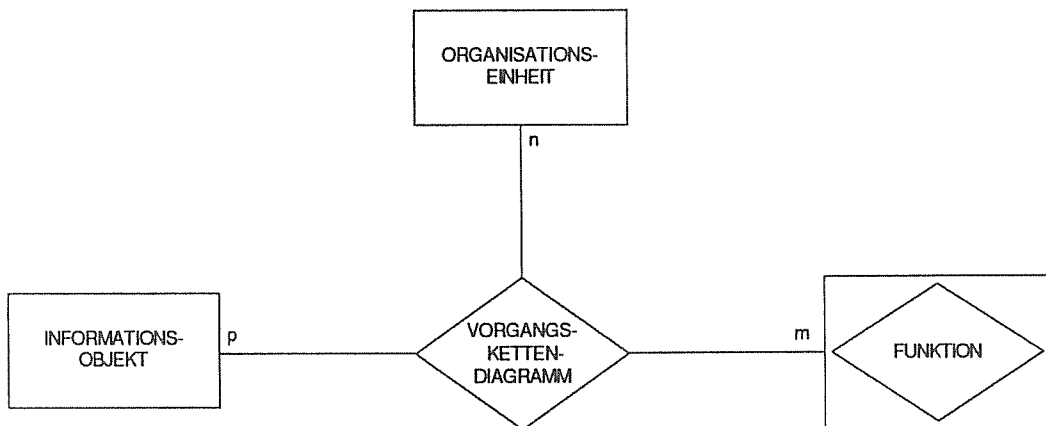 ORGANISATIONS-
EINHEIT
n
INFORMATIONS-
OBJEKT
p
VORGANGS-
KETTEN-
DIAGRAMM
m
FUNKTION